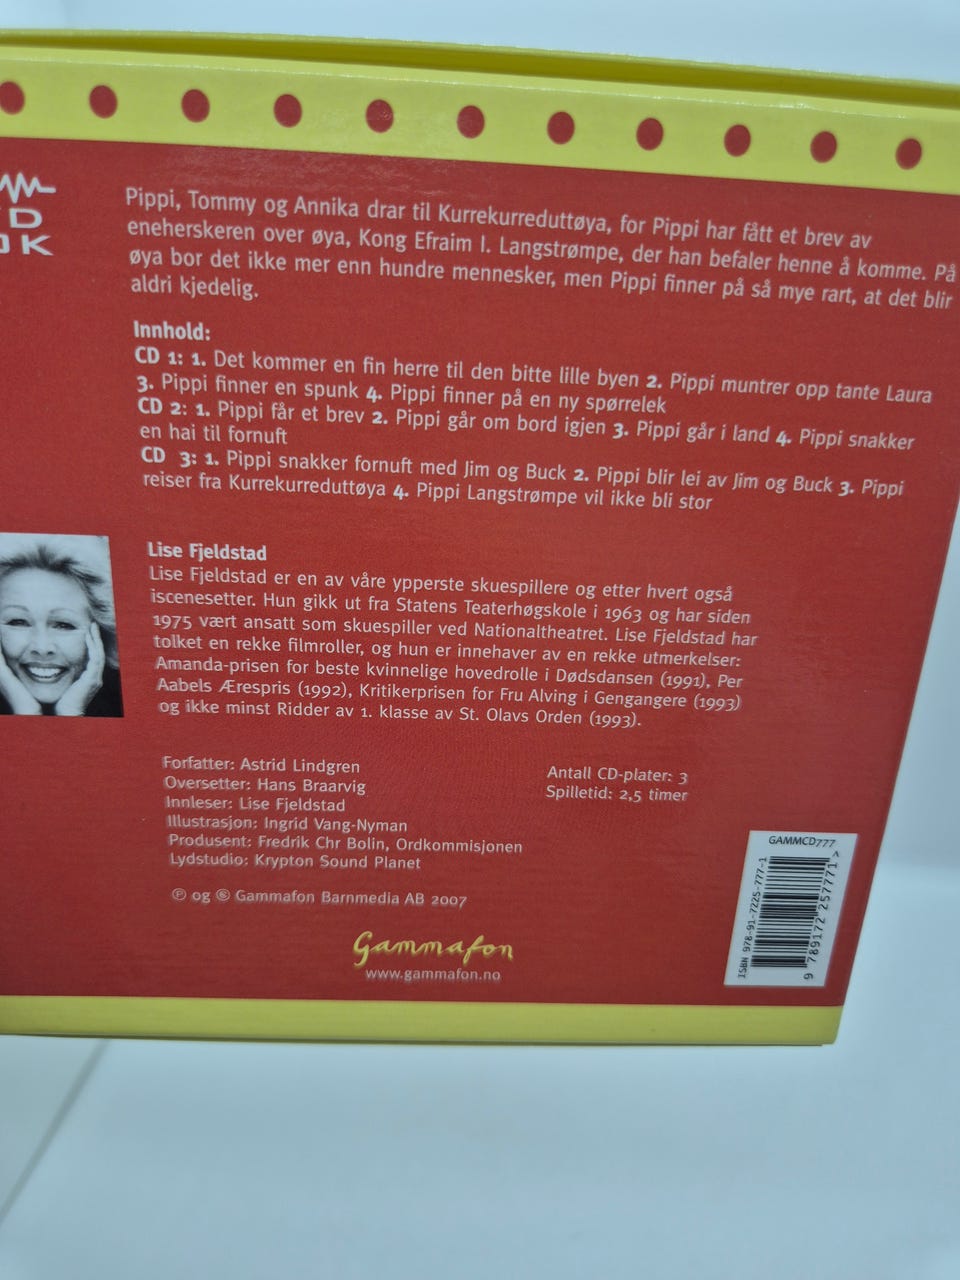 Pippi, Tommy og Annika drar til Kurrekurreduttøya, for Pippi har fått et brev av
eneherskeren over øya, Kong Efraim I. Langstrømpe, der han befaler henne å komme. På
øya bor det ikke mer enn hundre mennesker, men Pippi finner på så mye rart, at det blir
aldri kjedelig.
Innhold:
CD 1: 1. Det kommer en fin herre til den bitte lille byen 2. Pippi muntrer opp tante Laura
3. Pippi finner en spunk 4. Pippi finner på en ny spørrelek
CD 2: 1. Pippi får et brev 2. Pippi går om bord igjen 3. Pippi går i land 4. Pippi snakker
en hai til fornuft
CD 3: 1. Pippi snakker fornuft med Jim og Buck 2. Pippi blir lei av Jim og Buck 3. Pippi
reiser fra Kurrekurreduttøya 4. Pippi Langstrømpe vil ikke bli stor
Lise Fjeldstad
Lise Fjeldstad er en av våre ypperste skuespillere og etter hvert også
iscenesetter. Hun gikk ut fra Statens Teaterhøgskole i 1963 og har siden
1975 vært ansatt som skuespiller ved Nationaltheatret. Lise Fjeldstad har
tolket en rekke filmroller, og hun er innehaver av en rekke utmerkelser:
Amanda-prisen for beste kvinnelige hovedrolle i Dødsdansen (1991), Per
Aabels Ærespris (1992), Kritikerprisen for Fru Alving i Gengangere (1993)
og ikke minst Ridder av 1. klasse av St. Olavs Orden (1993).
Forfatter: Astrid Lindgren
Oversetter: Hans Braarvig
Innleser: Lise Fjeldstad
Illustrasjon: Ingrid Vang-Nyman
Produsent: Fredrik Chr Bolin, Ordkommisjonen
Lydstudio: Krypton Sound Planet
Antall CD-plater: 3
Spilletid: 2,5 timer
℗ og © Gammafon Barnmedia AB 2007
Gammafon
www.gammafon.no
GAMMCD777
ISBN 978-91-7225-777-1
9 789172 257771 >